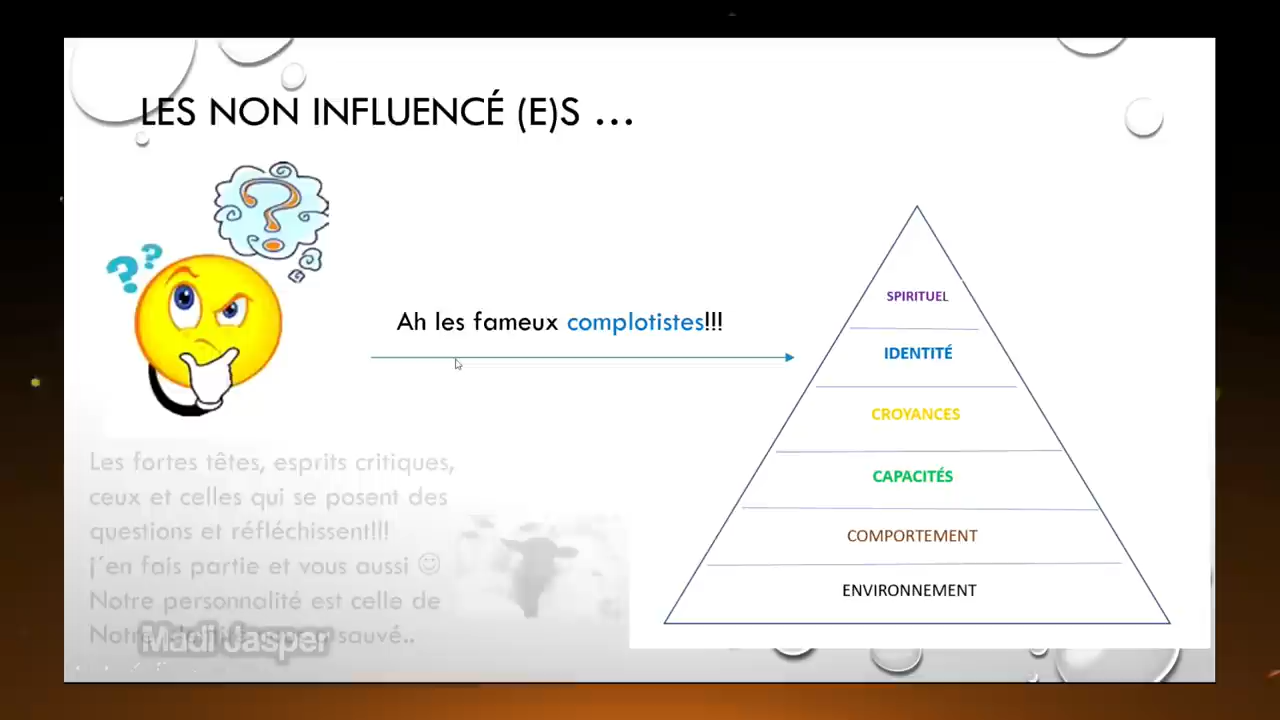 LES NON INFLUENCÉ (E)S ...
Ah les fameux complotistes!!!
SPIRITUEL
IDENTITÉ
CROYANCES
CAPACITÉS
COMPORTEMENT
ENVIRONNEMENT
Les fortes têtes, esprits critiques,
ceux et celles qui se posent des
questions et réfléchissent!!!
j´en fais partie et vous aussi ☺
Notre personnalité est celle de
sauvé..
Madi Jasper